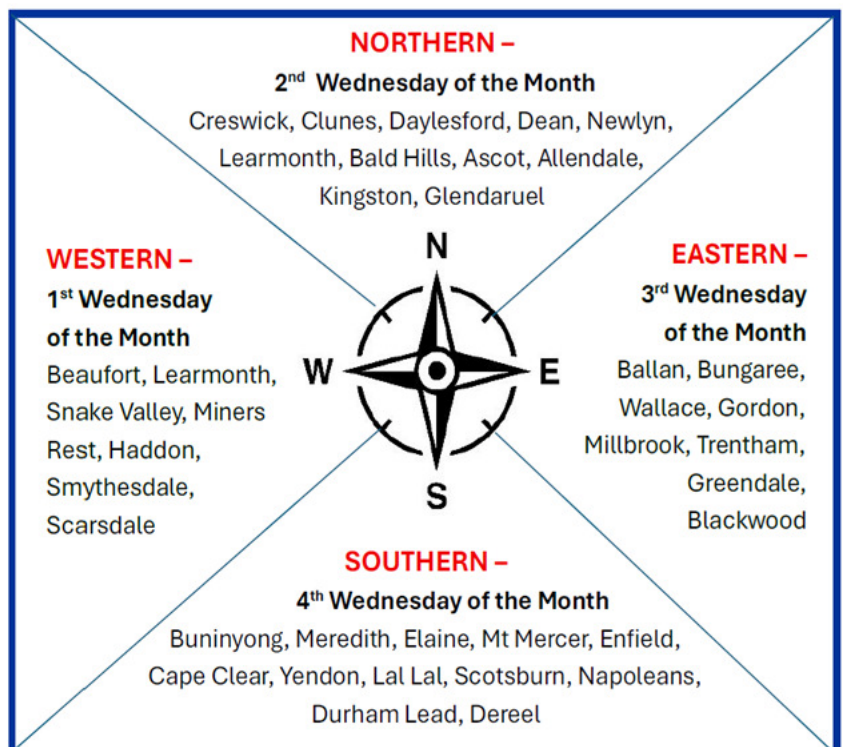 NORTHERN –
2nd Wednesday of the Month
Creswick, Clunes, Daylesford, Dean, Newlyn,
Learmonth, Bald Hills, Ascot, Allendale,
Kingston, Glendaruel
WESTERN –
1st Wednesday
of the Month
Beaufort, Learmonth,
Snake Valley, Miners
Rest, Haddon,
Smythesdale,
Scarsdale
N
W
E
S
EASTERN –
3rd Wednesday
of the Month
Ballan, Bungaree,
Wallace, Gordon,
Millbrook, Trentham,
Greendale,
Blackwood
SOUTHERN –
4th Wednesday of the Month
Buninyong, Meredith, Elaine, Mt Mercer, Enfield,
Cape Clear, Yendon, Lal Lal, Scotsburn, Napoleans,
Durham Lead, Dereel